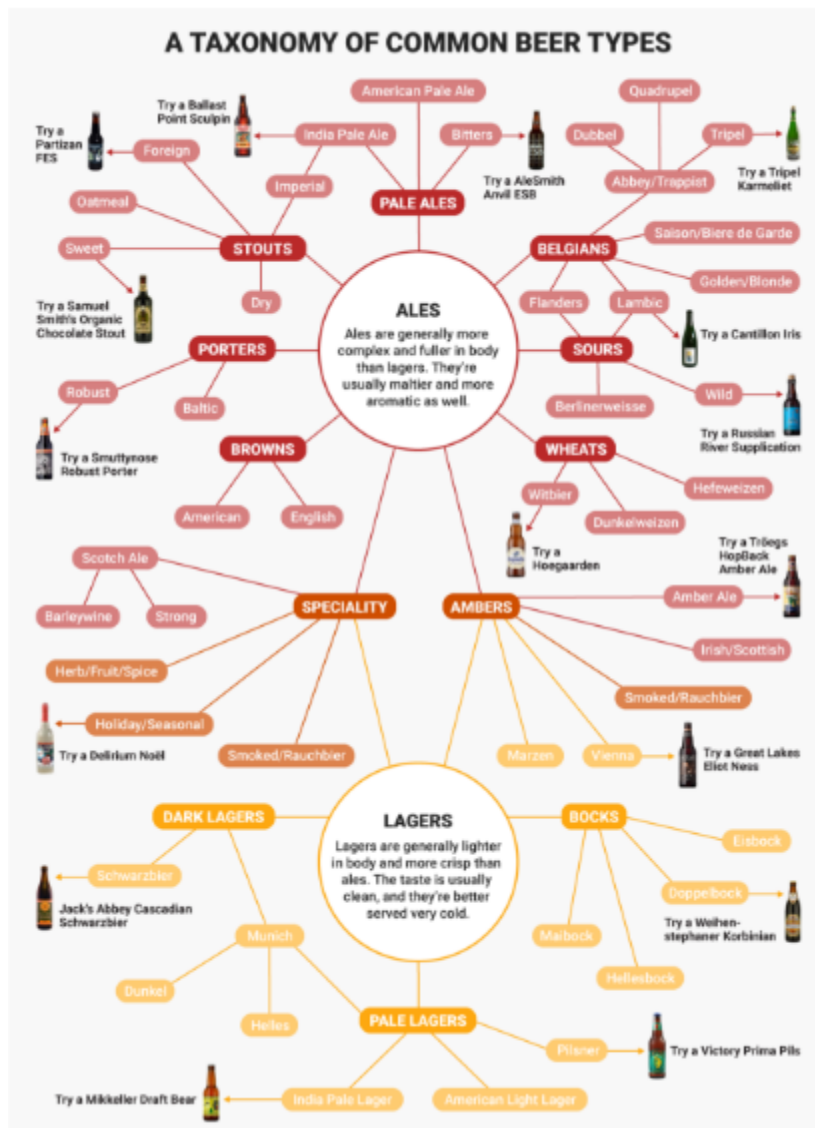 A TAXONOMY OF COMMON BEER TYPES
American Pale Ale
Quadrupel
Try a Ballast
Point Sculpin
Try a
Partizan
FES
Foreign
India Pale Ale
Bitters
Dubbel
Tripel
Try a AleSmith
Anvil ESB
Try a Tripel
Karmeliet
Imperial
Abbey/Trappist
Oatmeal
PALE ALES
Saison/Biere de Garde
Sweet
STOUTS
BELGIANS
Golden/Blonde
Dry
Flanders
Lambic
Try a Samuel
Smith's Organic
Chocolate Stout
ALES
Ales are generally more
complex and fuller in body
than lagers. They're
usually maltier and more
aromatic as well.
Try a Cantillon Iris
PORTERS
SOURS
Robust
Baltic
Berlinerweisse
Wild
Try a Smuttynose
Robust Porter
Try a Russian
River Supplication
BROWNS
WHEATS
American
English
Witbier
Hefeweizen
Dunkelweizen
Try a
Hoegaarden
Try a Tröegs
HopBack
Amber Ale
Scotch Ale
Barleywine
Strong
SPECIALITY
AMBERS
Amber Ale
Irish/Scottish
Herb/Fruit/Spice
Smoked/Rauchbier
Holiday/Seasonal
Try a Delirium Noël
Smoked/Rauchbier
Marzen
Vienna
Try a Great Lakes
Eliot Ness
DARK LAGERS
LAGERS
Lagers are generally lighter
in body and more crisp than
ales. The taste is usually
clean, and they're better
served very cold.
BOCKS
Eisbock
Schwarzbier
Jack's Abbey Cascadian
Schwarzbier
Doppelbock
Try a Weihen-
stephaner Korbinian
Munich
Maibock
Hellesbock
Dunkel
Helles
PALE LAGERS
Pilsner
Try a Victory Prima Pils
Try a Mikkeller Draft Bear
India Pale Lager
American Light Lager